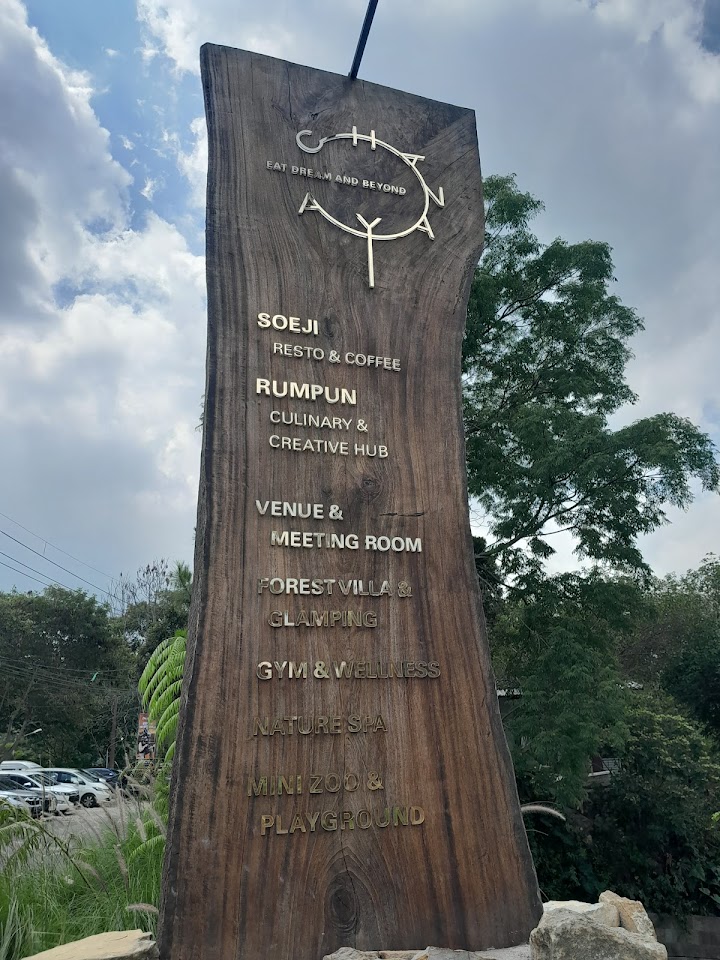 CHANAYA
EAT DREAM AND BEYOND
SOEJI
RESTO & COFFEE
RUMPUN
CULINARY &
CREATIVE HUB
VENUE &
MEETING ROOM
FOREST VILLA &
GLAMPING
GYM & WELLNESS
NATURE SPA
MINI ZOO &
PLAYGROUND